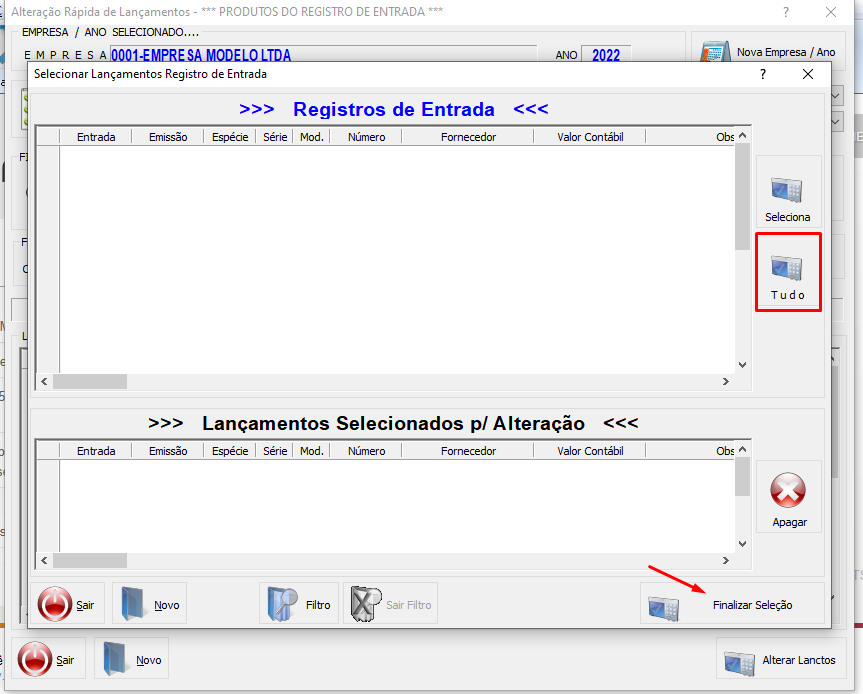 Alteração Rápida de Lançamentos - *** PRODUTOS DO REGISTRO DE ENTRADA ***
EMPRESA / ANO SELECIONADO....
E M P R E S A 0001-EMPRESA MODELO LTDA ANO 2022 Nova Empresa / Ano
Selecionar Lançamentos Registro de Entrada
>>> Registros de Entrada <<<
Entrada Emissão Espécie Série Mod. Número Fornecedor Valor Contábil Obs
Seleciona
T u d o
>>> Lançamentos Selecionados p/ Alteração <<<
Entrada Emissão Espécie Série Mod. Número Fornecedor Valor Contábil Obs
Apagar
Sair Novo Filtro Sair Filtro Finalizar Seleção
Sair Novo Alterar Lanctos